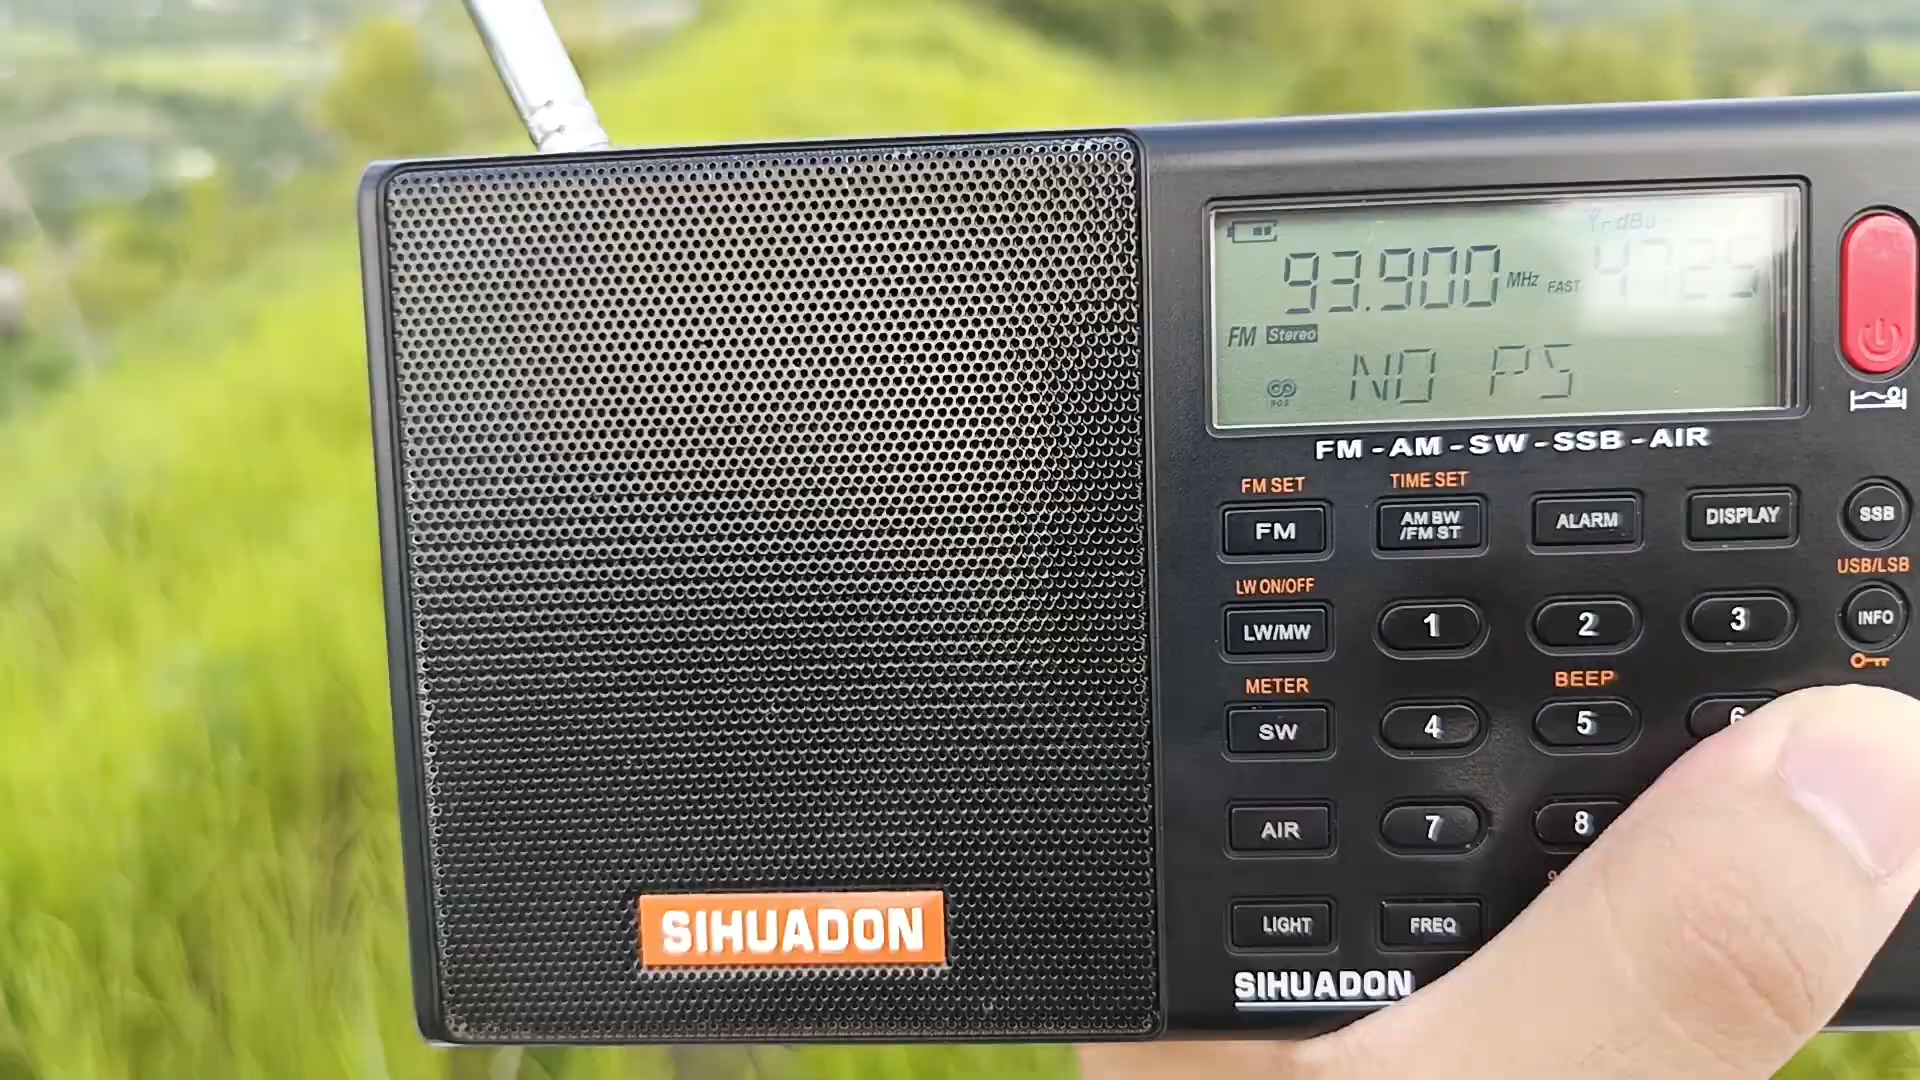 93.900 MHz FAST
FM Stereo
NO PS
FM-AM-SW-SSB-AIR
FM SET TIME SET
FM AM BW /FM ST ALARM DISPLAY SSB
USB/LSB
LW ON/OFF
LW/MW 1 2 3 INFO
METER BEEP
SW 4 5 6
AIR 7 8
LIGHT FREQ
SIHUADON
SIHUADON